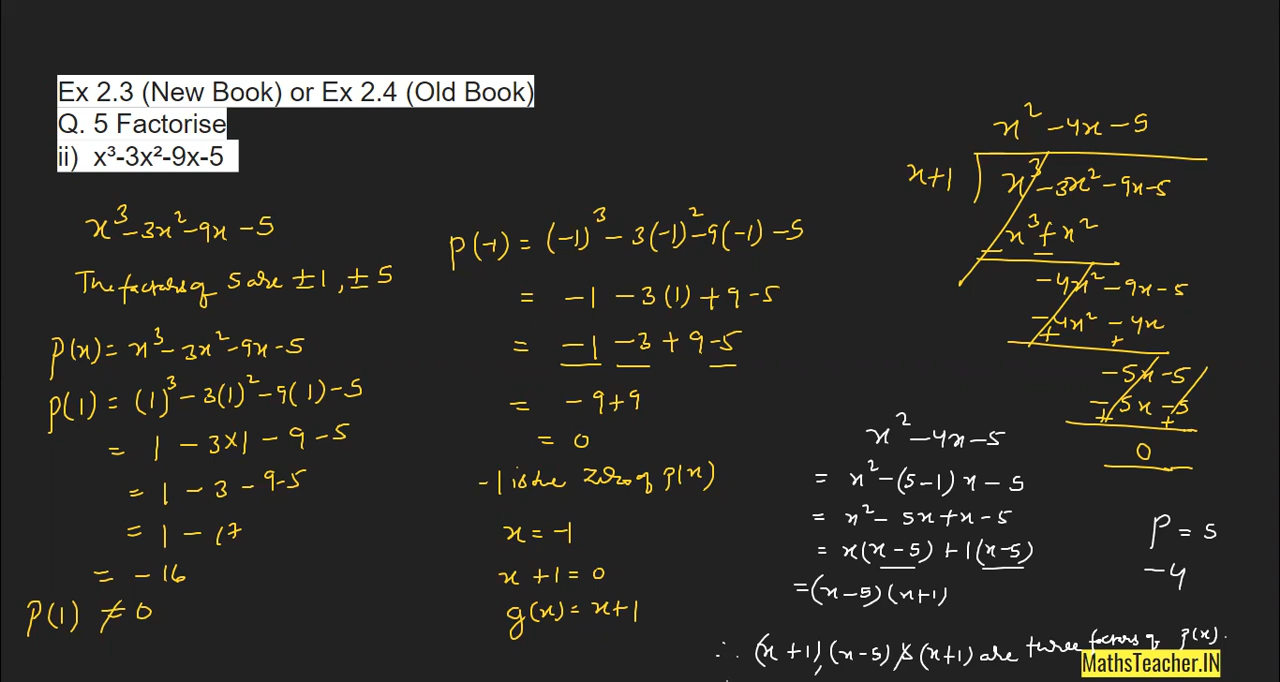 Ex 2.3 (New Book) or Ex 2.4 (Old Book)
Q. 5 Factorise
ii) x³-3x²-9x-5
x³-3x²-9x-5
The factors of 5 are ±1, ±5
p(x) = x³-3x²-9x-5
p(1) = (1)³-3(1)²-9(1)-5
= 1 - 3×1 - 9 - 5
= 1 - 3 - 9-5
= 1 - 17
= -16
p(1) ≠ 0
p(-1) = (-1)³ - 3(-1)² - 9(-1) - 5
= -1 - 3(1) + 9 - 5
= -1 - 3 + 9 - 5
= -9+9
= 0
-1 is the zero of p(x)
x = -1
x + 1 = 0
g(x) = x+1
x² - 4x - 5
x+1 ) x³ - 3x² - 9x - 5
x³ + x²
- -
-4x² - 9x - 5
-4x² - 4x
+ +
-5x - 5
-5x - 5
+ +
0
x² - 4x - 5
= x² - (5-1)x - 5
= x² - 5x + x - 5
= x(x-5) + 1(x-5)
= (x-5)(x+1)
P = 5
-4
∴ (x+1), (x-5) & (x+1) are three factors of p(x).
MathsTeacher.IN